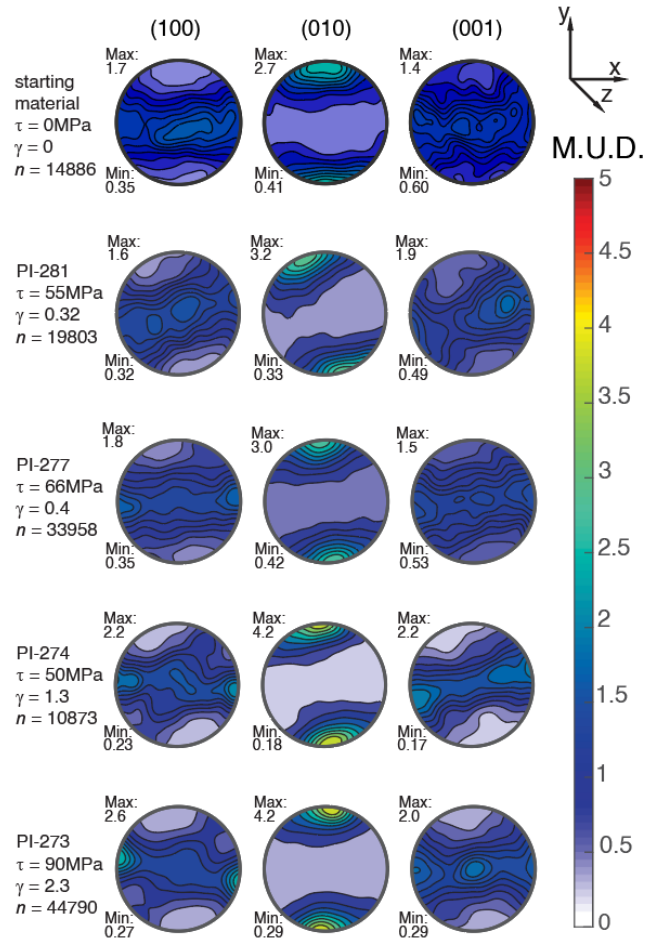 (100) (010) (001)
y
x
z
M.U.D.
5
4.5
4
3.5
3
2.5
2
1.5
1
0.5
0
starting
material
τ = 0MPa
γ = 0
n = 14886
Max:
1.7
Min:
0.35
Max:
2.7
Min:
0.41
Max:
1.4
Min:
0.60
PI-281
τ = 55MPa
γ = 0.32
n = 19803
Max:
1.6
Min:
0.32
Max:
3.2
Min:
0.33
Max:
1.9
Min:
0.49
PI-277
τ = 66MPa
γ = 0.4
n = 33958
Max:
1.8
Min:
0.35
Max:
3.0
Min:
0.42
Max:
1.5
Min:
0.53
PI-274
τ = 50MPa
γ = 1.3
n = 10873
Max:
2.2
Min:
0.23
Max:
4.2
Min:
0.18
Max:
2.2
Min:
0.17
PI-273
τ = 90MPa
γ = 2.3
n = 44790
Max:
2.6
Min:
0.27
Max:
4.2
Min:
0.29
Max:
2.0
Min:
0.29